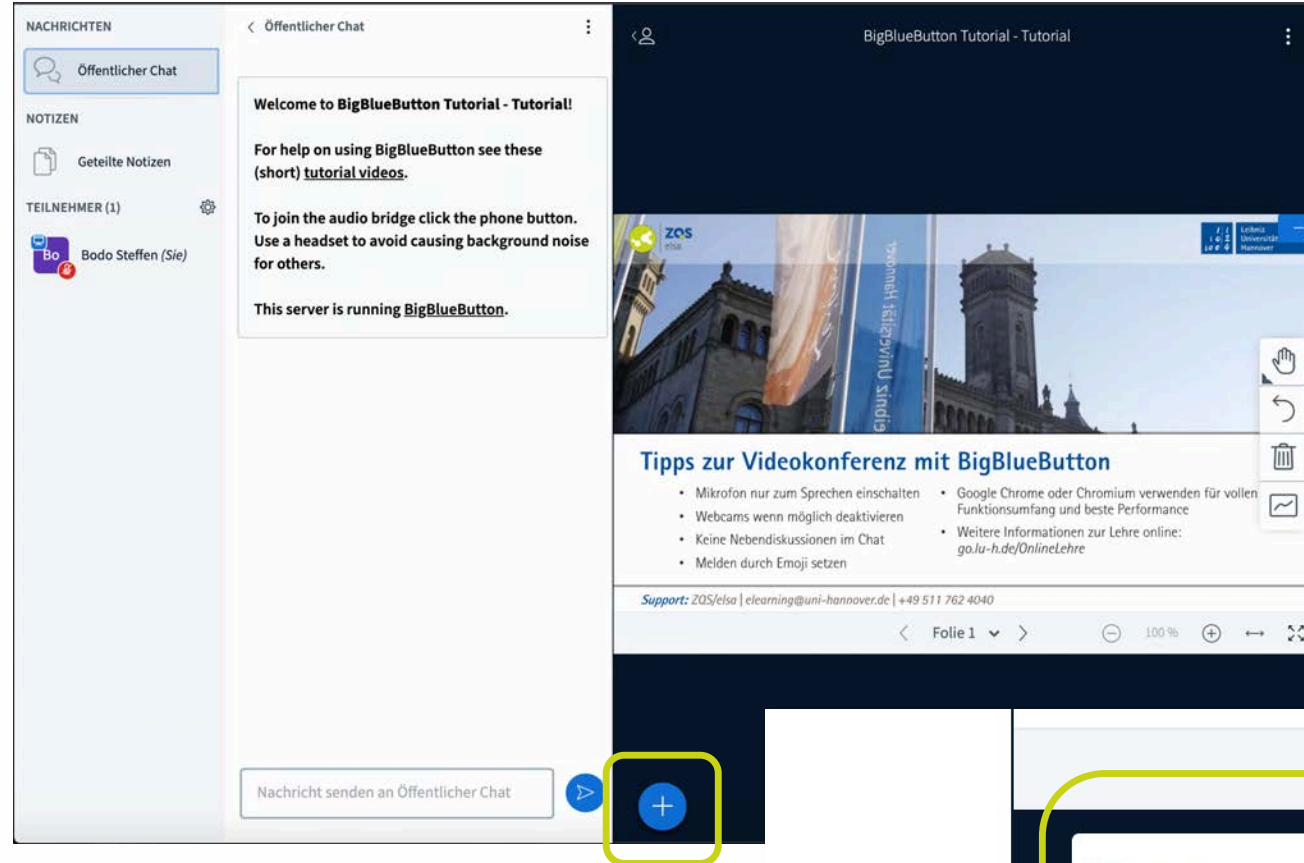 NACHRICHTEN
Öffentlicher Chat
NOTIZEN
Geteilte Notizen
TEILNEHMER (1)
Bo
Bodo Steffen (Sie)
Öffentlicher Chat
Welcome to BigBlueButton Tutorial - Tutorial!
For help on using BigBlueButton see these
(short) tutorial videos.
To join the audio bridge click the phone button.
Use a headset to avoid causing background noise
for others.
This server is running BigBlueButton.
Nachricht senden an Öffentlicher Chat
BigBlueButton Tutorial - Tutorial
ZQS
elsa
Leibniz
Universität
Hannover
eibniz Universität Hannover
Tipps zur Videokonferenz mit BigBlueButton
• Mikrofon nur zum Sprechen einschalten
• Webcams wenn möglich deaktivieren
• Keine Nebendiskussionen im Chat
• Melden durch Emoji setzen
• Google Chrome oder Chromium verwenden für vollen
Funktionsumfang und beste Performance
• Weitere Informationen zur Lehre online:
go.lu-h.de/OnlineLehre
Support: ZQS/elsa | elearning@uni-hannover.de | +49 511 762 4040
Folie 1
100 %